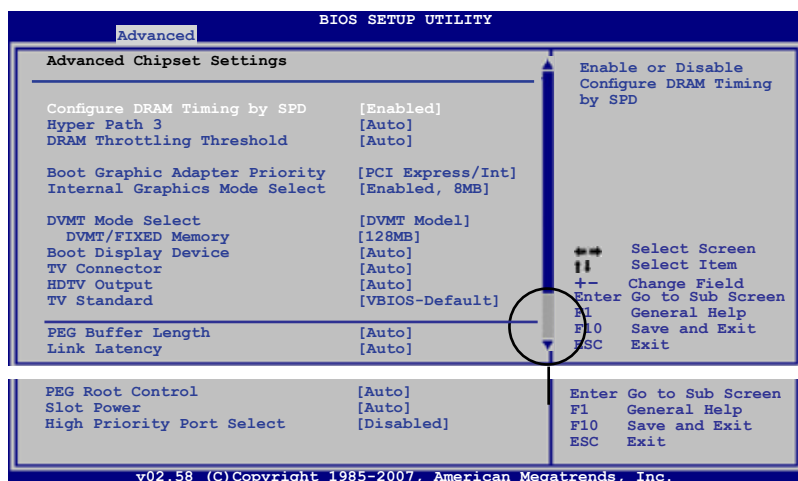 BIOS SETUP UTILITY
Advanced
Advanced Chipset Settings
Configure DRAM Timing by SPD [Enabled]
Hyper Path 3 [Auto]
DRAM Throttling Threshold [Auto]
Boot Graphic Adapter Priority [PCI Express/Int]
Internal Graphics Mode Select [Enabled, 8MB]
DVMT Mode Select [DVMT Model]
DVMT/FIXED Memory [128MB]
Boot Display Device [Auto]
TV Connector [Auto]
HDTV Output [Auto]
TV Standard [VBIOS-Default]
PEG Buffer Length [Auto]
Link Latency [Auto]
PEG Root Control [Auto]
Slot Power [Auto]
High Priority Port Select [Disabled]
Enable or Disable
Configure DRAM Timing
by SPD
Select Screen
Select Item
+- Change Field
Enter Go to Sub Screen
F1 General Help
F10 Save and Exit
ESC Exit
Enter Go to Sub Screen
F1 General Help
F10 Save and Exit
ESC Exit
v02.58 (C)Copyright 1985-2007, American Megatrends, Inc.